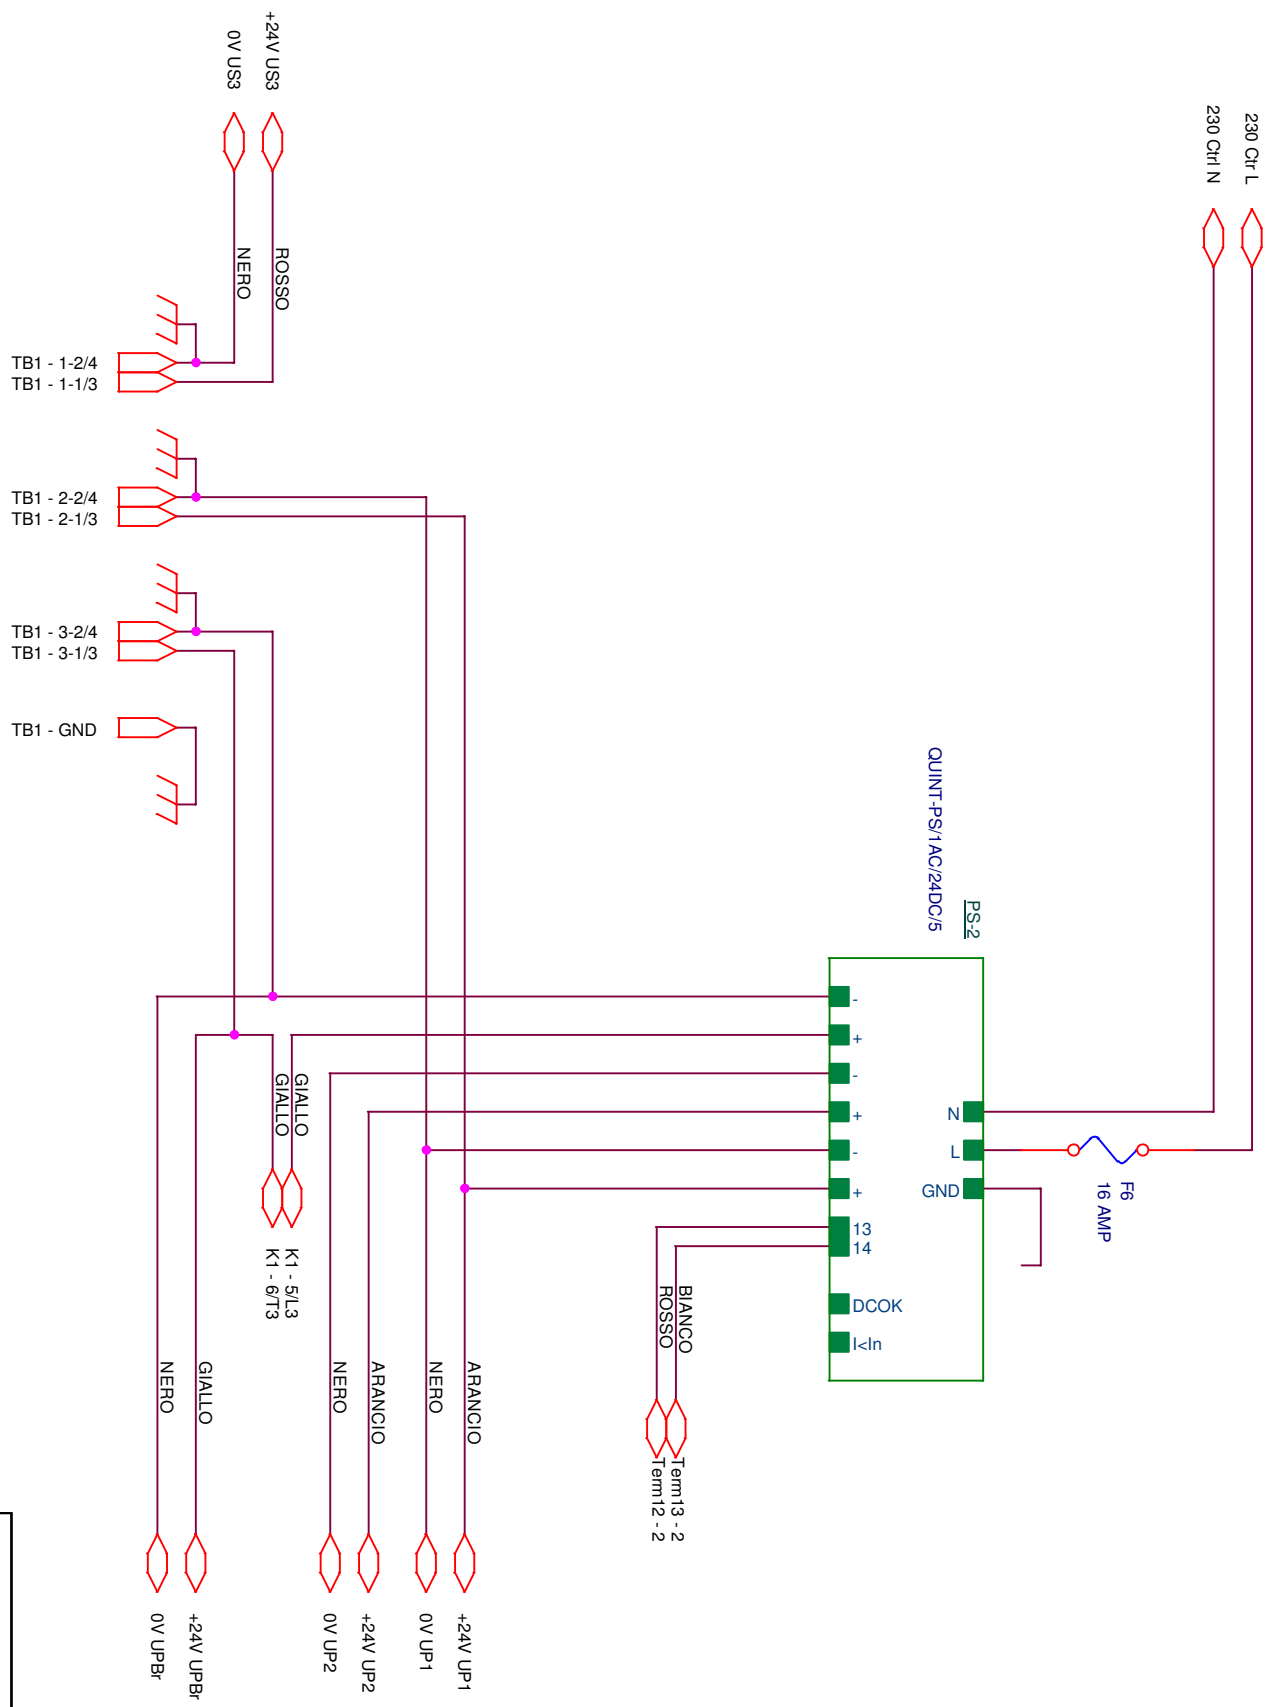 +24V US3
0V US3
230 Ctr L
230 Ctrl N
ROSSO
NERO
TB1 - 1-2/4
TB1 - 1-1/3
TB1 - 2-2/4
TB1 - 2-1/3
TB1 - 3-2/4
TB1 - 3-1/3
TB1 - GND
QUINT-PS/1AC/24DC/5
PS-2
-
+
-
+
-
+
13
14
DCOK
I<In
N
L
GND
F6
16 AMP
GIALLO
GIALLO
K1 - 5/L3
K1 - 6/T3
BIANCO
ROSSO
Term13 - 2
Term12 - 2
ARANCIO
NERO
ARANCIO
NERO
GIALLO
NERO
+24V UP1
0V UP1
+24V UP2
0V UP2
+24V UPBr
0V UPBr